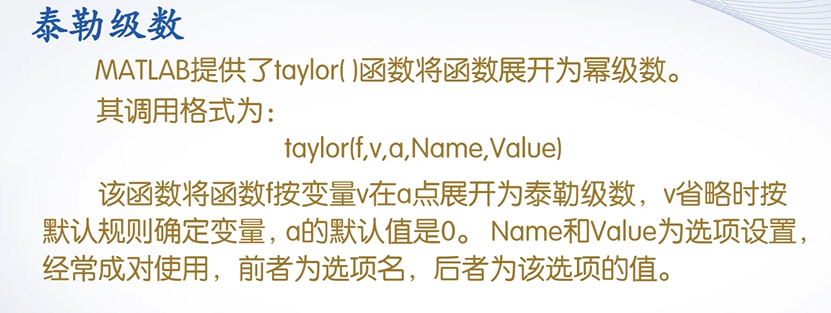 泰勒级数
MATLAB提供了taylor( )函数将函数展开为幂级数。
其调用格式为：
taylor(f,v,a,Name,Value)
该函数将函数f按变量v在a点展开为泰勒级数，v省略时按
默认规则确定变量, a的默认值是0。Name和Value为选项设置,
经常成对使用，前者为选项名，后者为该选项的值。